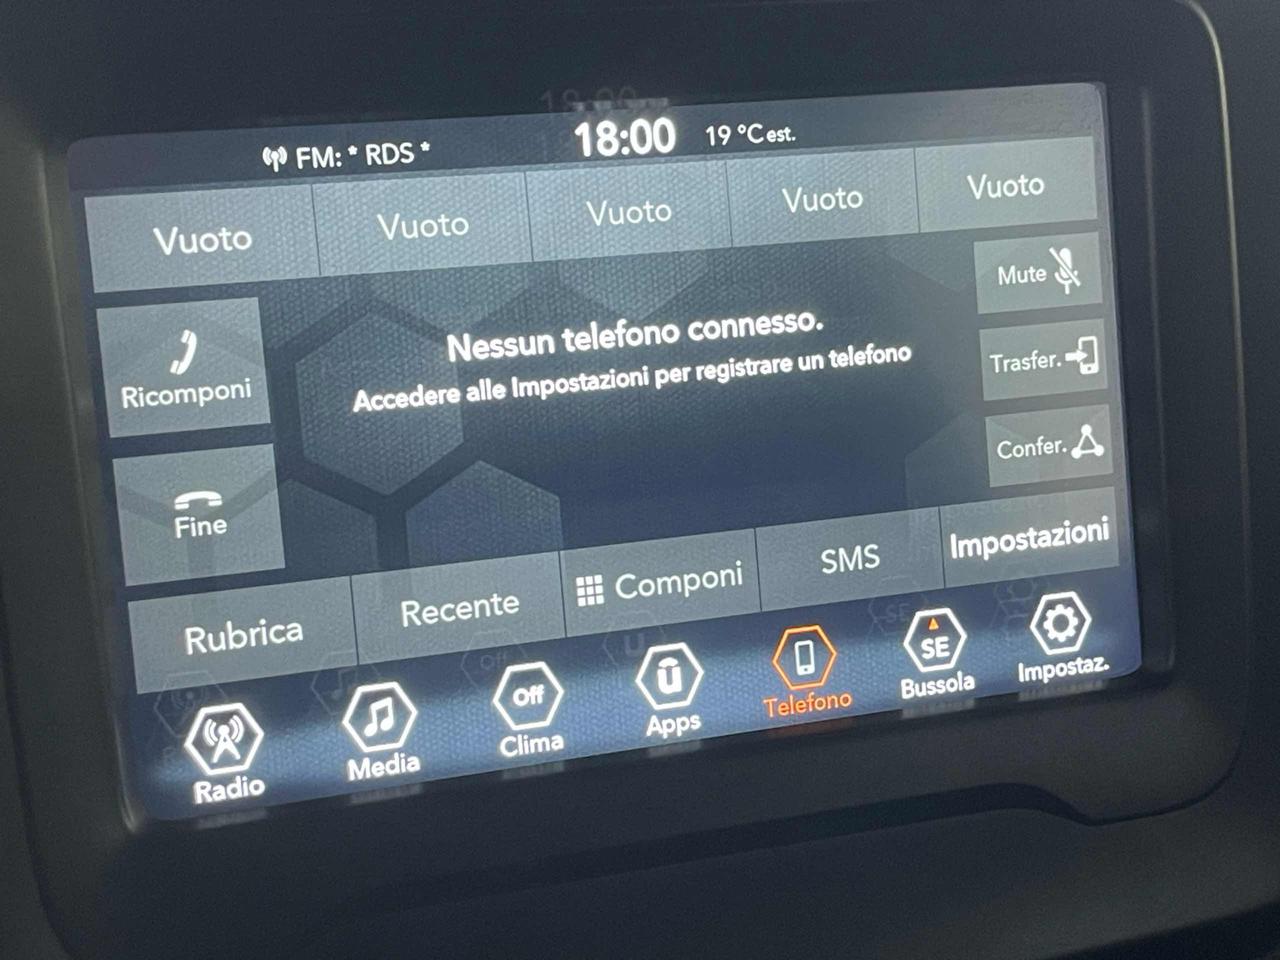 FM: * RDS * 18:00 19 °C est.
Vuoto Vuoto Vuoto Vuoto Vuoto
Mute
Nessun telefono connesso.
Accedere alle Impostazioni per registrare un telefono
Ricomponi
Trasfer.
Confer.
Fine
Rubrica Recente Componi SMS Impostazioni
Off
SE
Radio Media Clima Apps Telefono Bussola Impostaz.